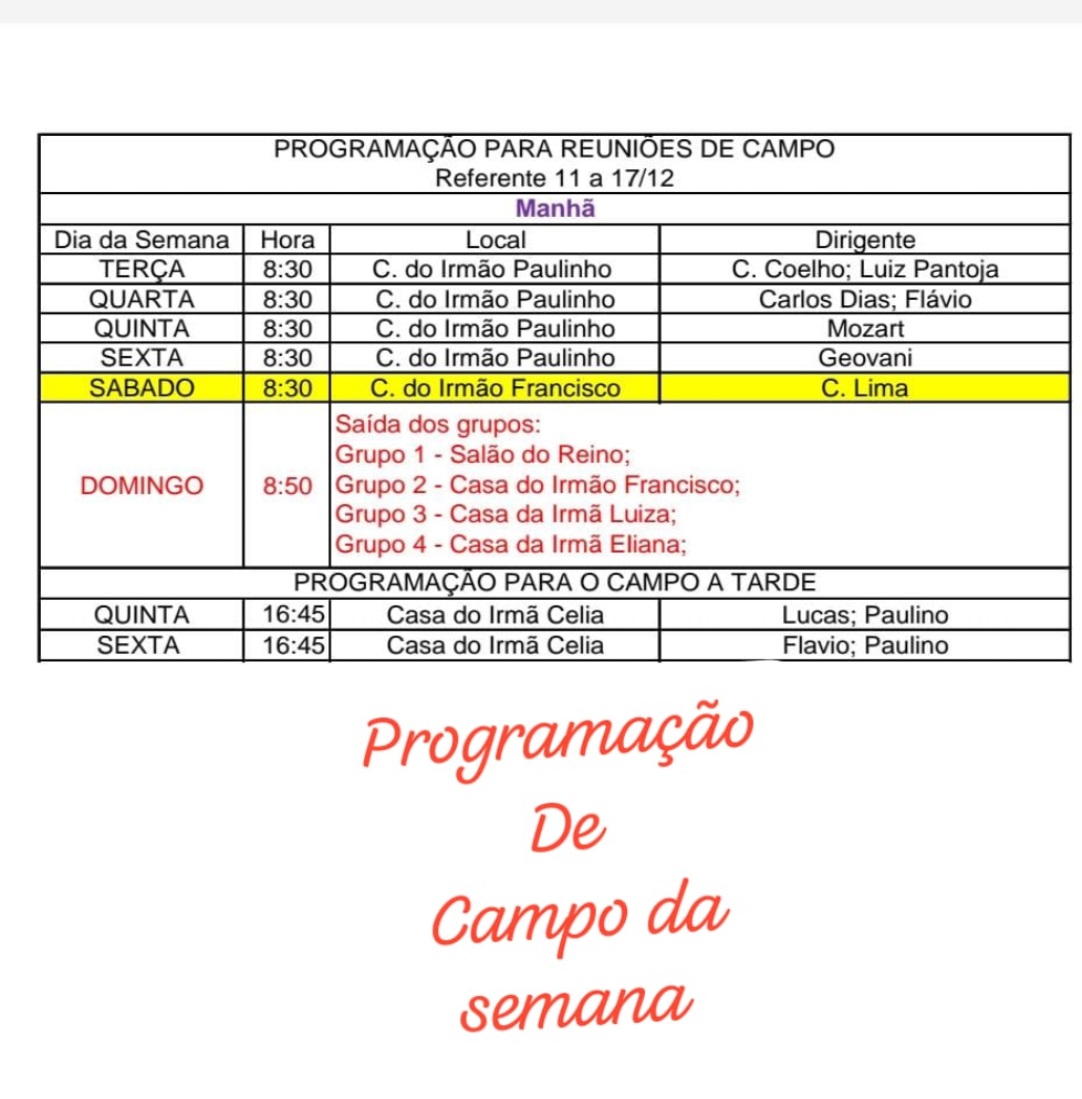 PROGRAMAÇÃO PARA REUNIÕES DE CAMPO
Referente 11 a 17/12
Manhã
Dia da Semana Hora Local Dirigente
TERÇA 8:30 C. do Irmão Paulinho C. Coelho; Luiz Pantoja
QUARTA 8:30 C. do Irmão Paulinho Carlos Dias; Flávio
QUINTA 8:30 C. do Irmão Paulinho Mozart
SEXTA 8:30 C. do Irmão Paulinho Geovani
SABADO 8:30 C. do Irmão Francisco C. Lima
DOMINGO 8:50 Saída dos grupos:
Grupo 1 - Salão do Reino;
Grupo 2 - Casa do Irmão Francisco;
Grupo 3 - Casa da Irmã Luiza;
Grupo 4 - Casa da Irmã Eliana;
PROGRAMAÇÃO PARA O CAMPO A TARDE
QUINTA 16:45 Casa do Irmã Celia Lucas; Paulino
SEXTA 16:45 Casa do Irmã Celia Flavio; Paulino
Programação
De
Campo da
semana